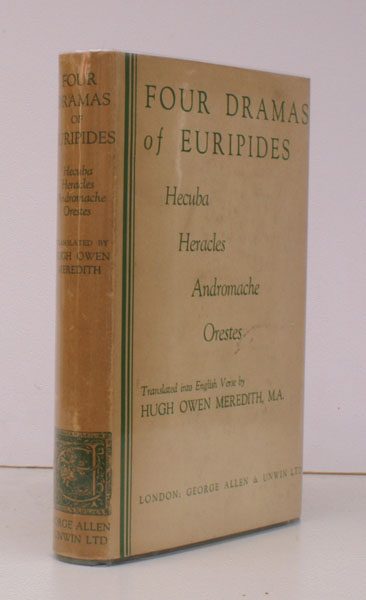 FOUR
DRAMAS
OF
EURIPIDES
Hecuba
Heracles
Andromache
Orestes
TRANSLATED BY
HUGH OWEN
MEREDITH
GEORGE ALLEN
UNWIN LTD
FOUR DRAMAS
of EURIPIDES
Hecuba
Heracles
Andromache
Orestes
Translated into English Verse by
HUGH OWEN MEREDITH, M.A.
LONDON: GEORGE ALLEN & UNWIN LTD